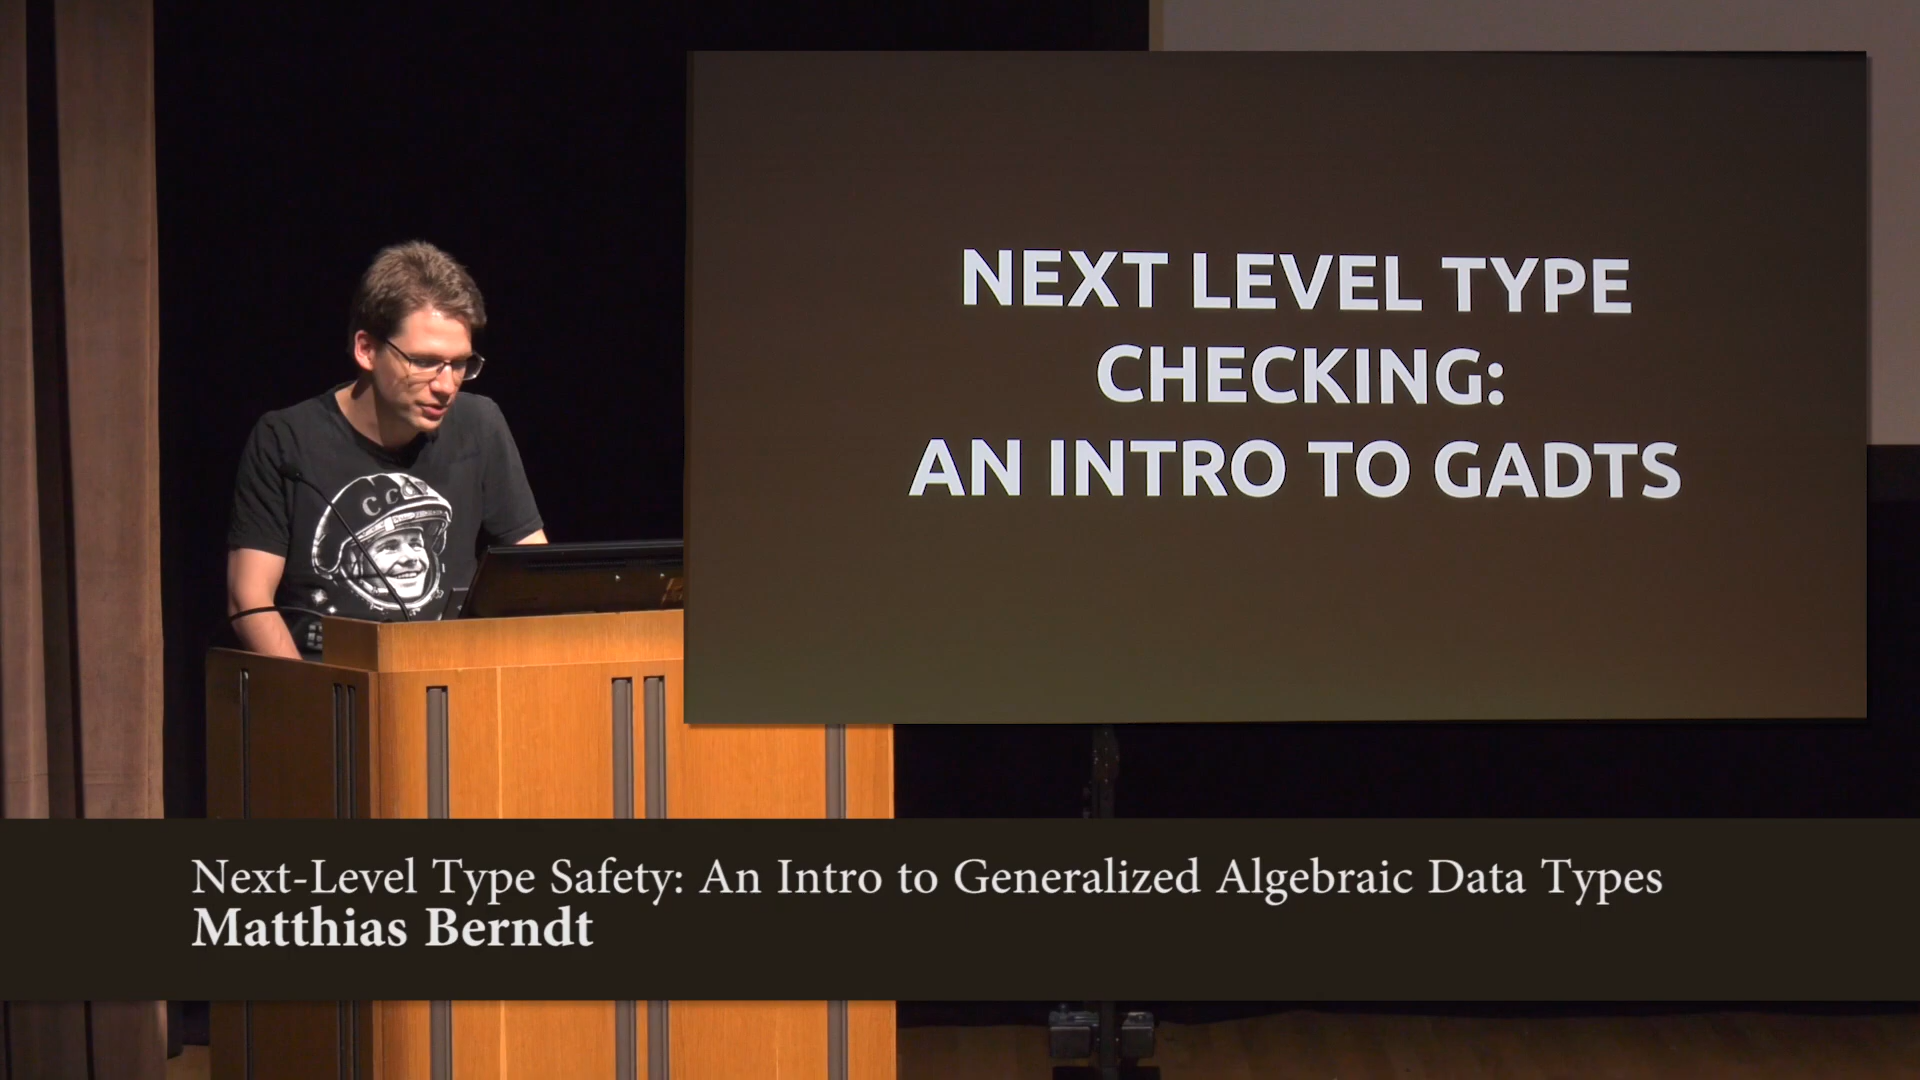 NEXT LEVEL TYPE
CHECKING:
AN INTRO TO GADTS
CCCP
Next-Level Type Safety: An Intro to Generalized Algebraic Data Types
Matthias Berndt